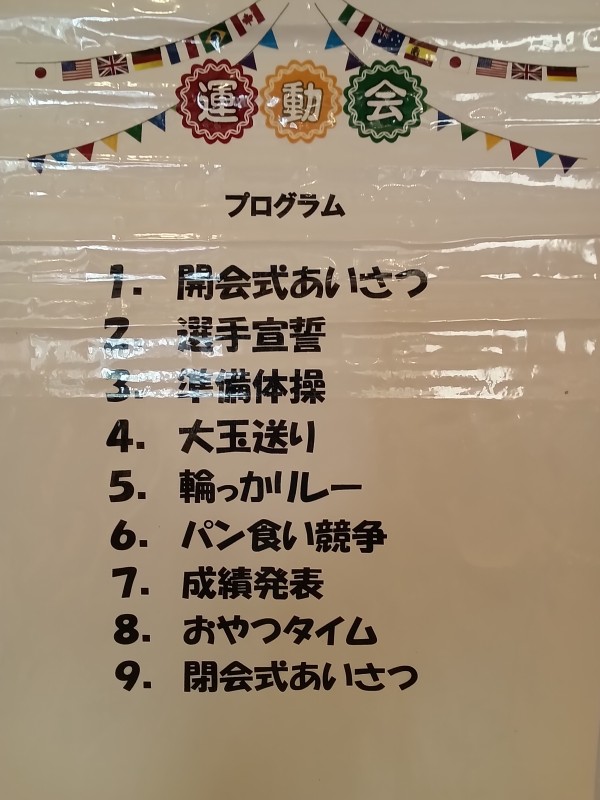 運動会
プログラム
1. 開会式あいさつ
2. 選手宣誓
3. 準備体操
4. 大玉送り
5. 輪っかリレー
6. パン食い競争
7. 成績発表
8. おやつタイム
9. 閉会式あいさつ